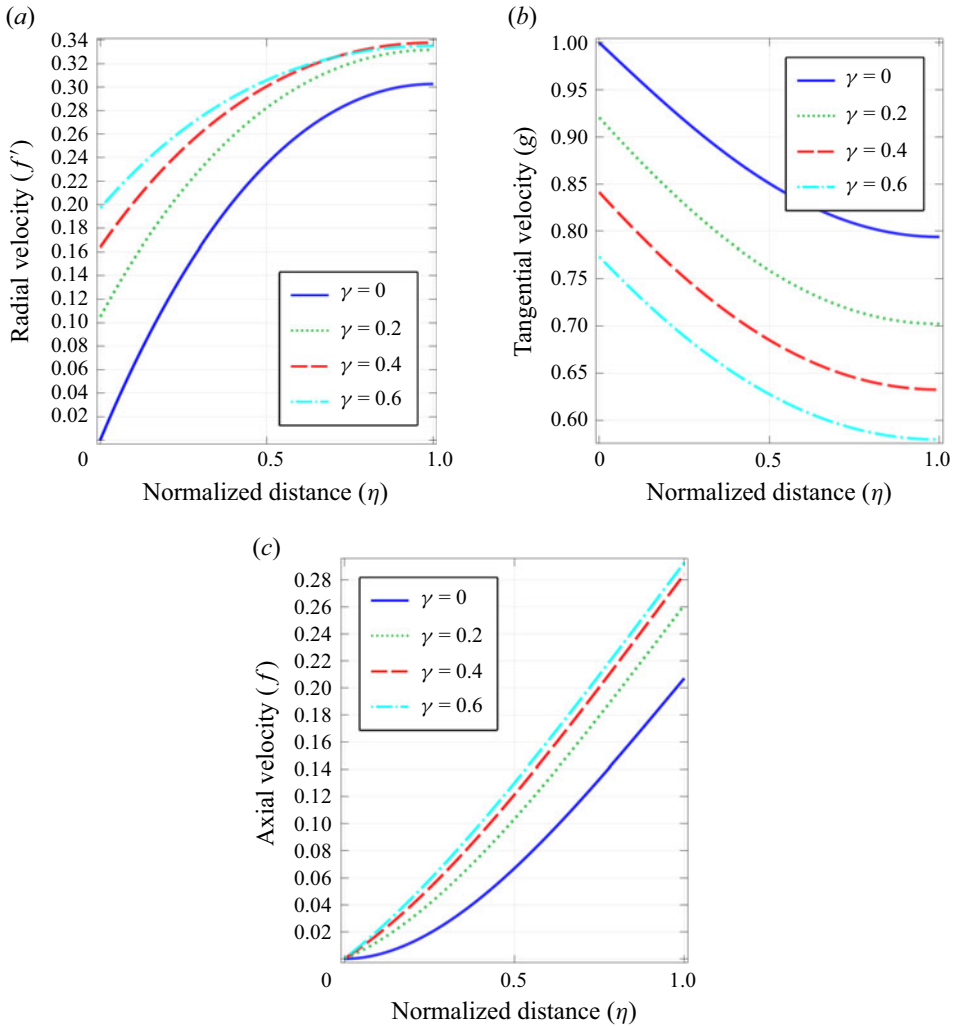 (a)
0.34
0.30
0.28
0.26
0.24
0.22
0.20
0.18
0.16
0.14
0.12
0.10
0.08
0.06
0.04
0.02
0
0.5
1.0
Radial velocity (f′)
Normalized distance (η)
γ = 0
γ = 0.2
γ = 0.4
γ = 0.6
(b)
1.00
0.95
0.90
0.85
0.80
0.75
0.70
0.65
0.60
0
0.5
1.0
Tangential velocity (g)
Normalized distance (η)
γ = 0
γ = 0.2
γ = 0.4
γ = 0.6
(c)
0.28
0.26
0.24
0.22
0.20
0.18
0.16
0.14
0.12
0.10
0.08
0.06
0.04
0.02
0
0.5
1.0
Axial velocity (f)
Normalized distance (η)
γ = 0
γ = 0.2
γ = 0.4
γ = 0.6